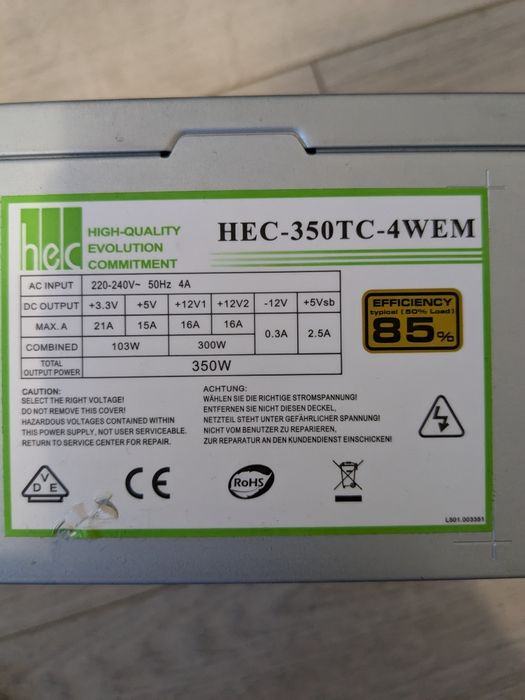 hec
HIGH-QUALITY
EVOLUTION
COMMITMENT
HEC-350TC-4WEM
AC INPUT 220-240V~ 50Hz 4A
DC OUTPUT +3.3V +5V +12V1 +12V2 -12V +5Vsb
MAX. A 21A 15A 16A 16A 0.3A 2.5A
COMBINED 103W 300W
TOTAL OUTPUT POWER 350W
EFFICIENCY
typical (50% Load)
85%
CAUTION:
SELECT THE RIGHT VOLTAGE!
DO NOT REMOVE THIS COVER!
HAZARDOUS VOLTAGES CONTAINED WITHIN
THIS POWER SUPPLY, NOT USER SERVICEABLE.
RETURN TO SERVICE CENTER FOR REPAIR.
ACHTUNG:
WÄHLEN SIE DIE RICHTIGE STROMSPANNUNG!
ENTFERNEN SIE NICHT DIESEN DECKEL,
NETZTEIL STEHT UNTER GEFÄHRLICHER SPANNUNG!
NICHT VOM BENUTZER ZU REPARIEREN,
ZUR REPARATUR AN DEN KUNDENDIENST EINSCHICKEN!
VDE
CE
RoHS
LS01.003351